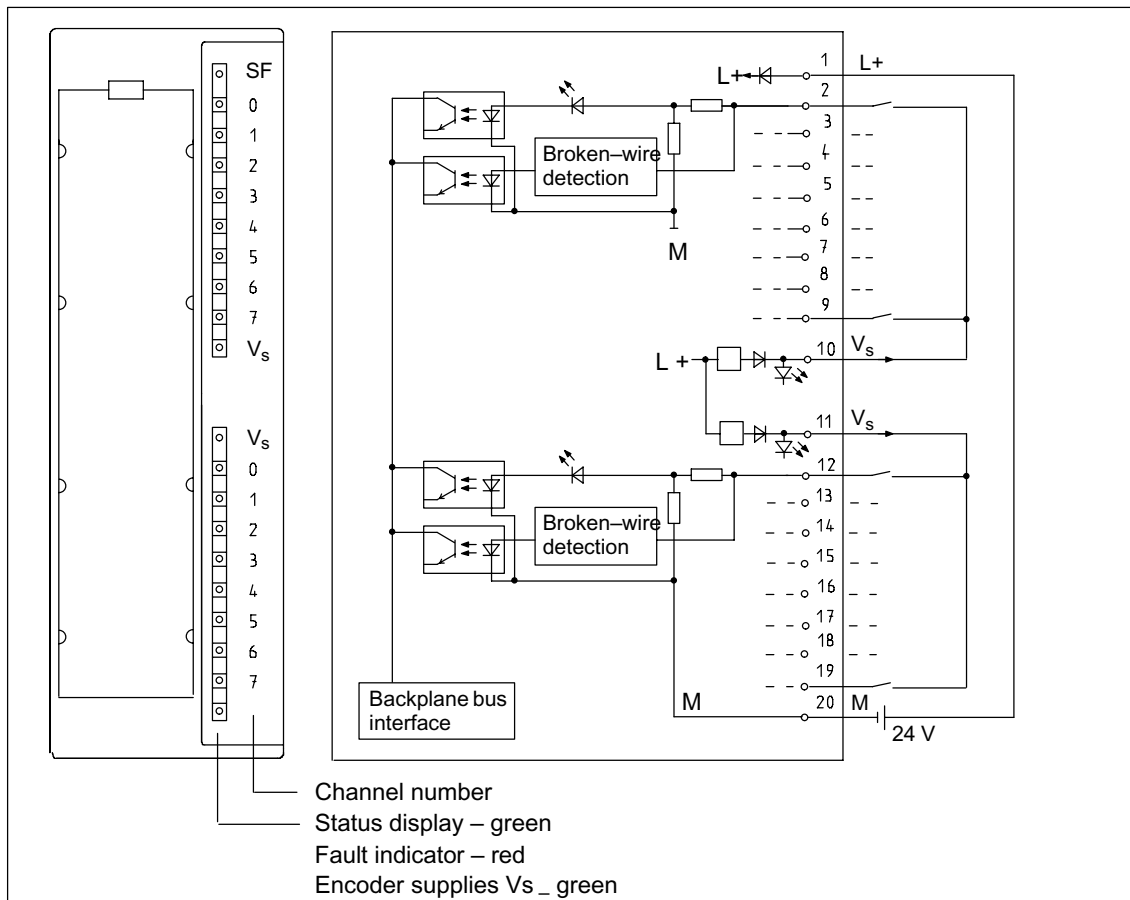 SF
0
1
2
3
4
5
6
7
Vs
Vs
0
1
2
3
4
5
6
7
Channel number
Status display – green
Fault indicator – red
Encoder supplies Vs _ green
L+
1
L+
2
3
4
5
6
7
8
9
Broken–wire
detection
M
L +
10
Vs
11
Vs
12
13
14
15
16
17
18
19
Broken–wire
detection
Backplane bus
interface
M
20
M
24 V